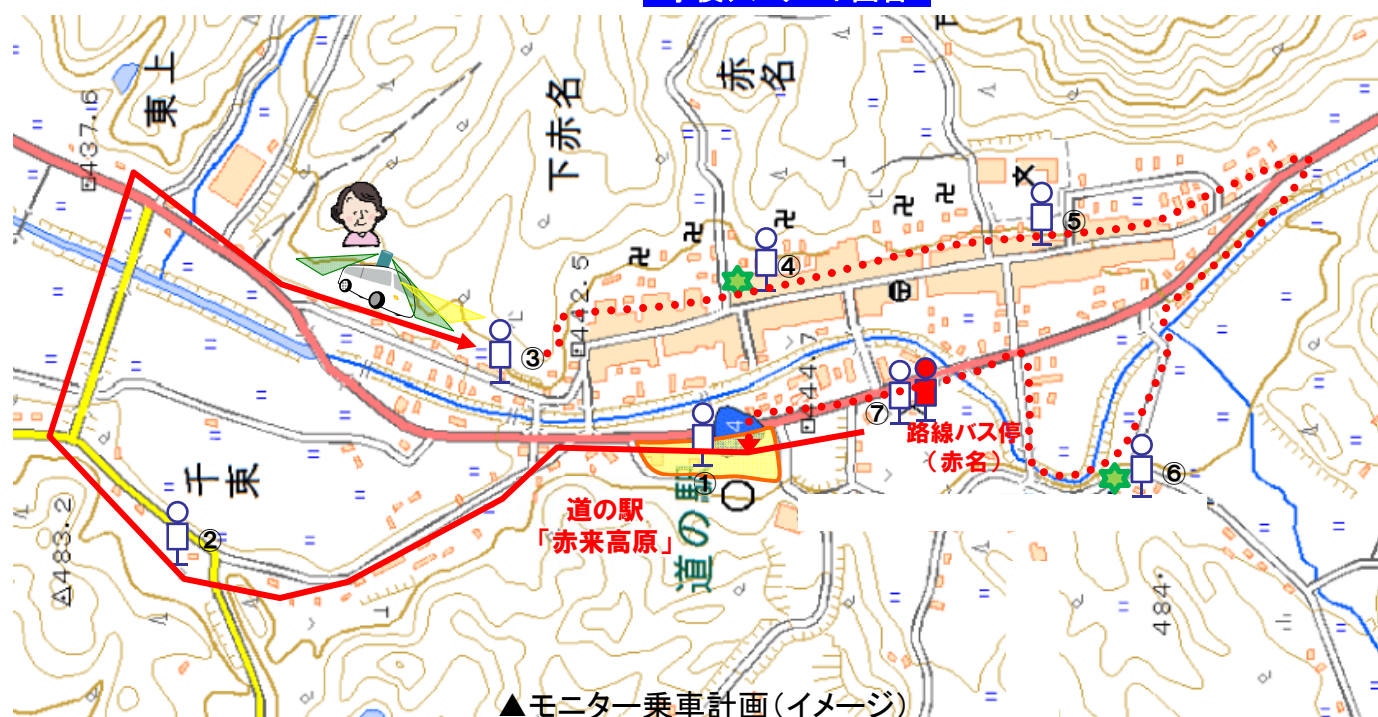 東上
437.6
下赤名
赤名
442.5
文
③
④
⑤
⑦
444.7
路線バス停
(赤名)
⑥
①
道の駅
「赤来高原」
道の駅
千束
②
483.2
484.
▲モニター乗車計画(イメージ)